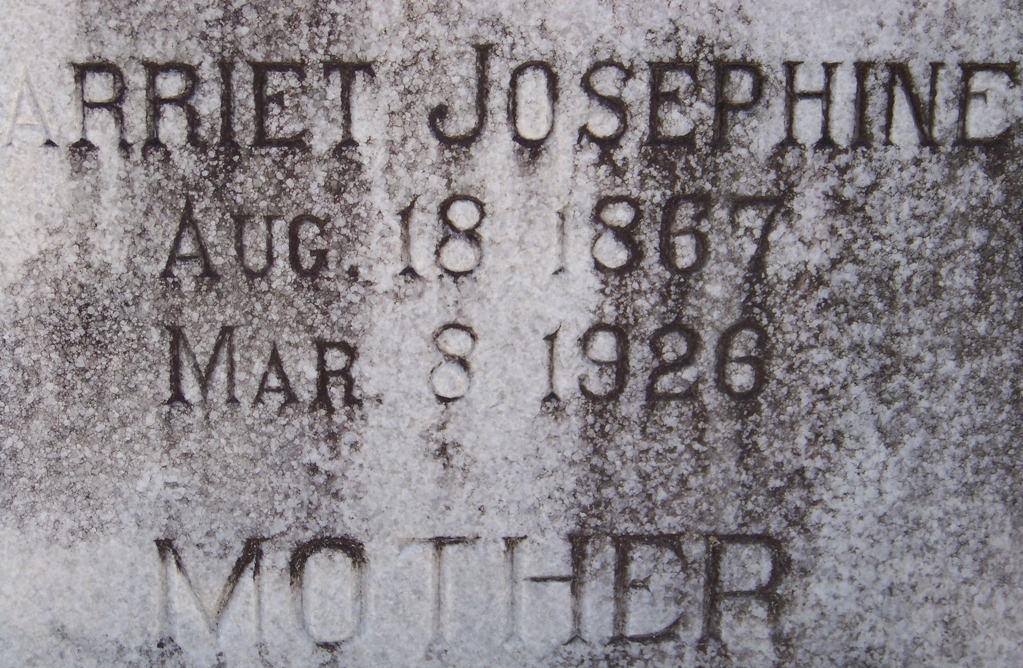 ARRIET JOSEPHINE
AUG. 18 1867
MAR. 8 1926
MOTHER